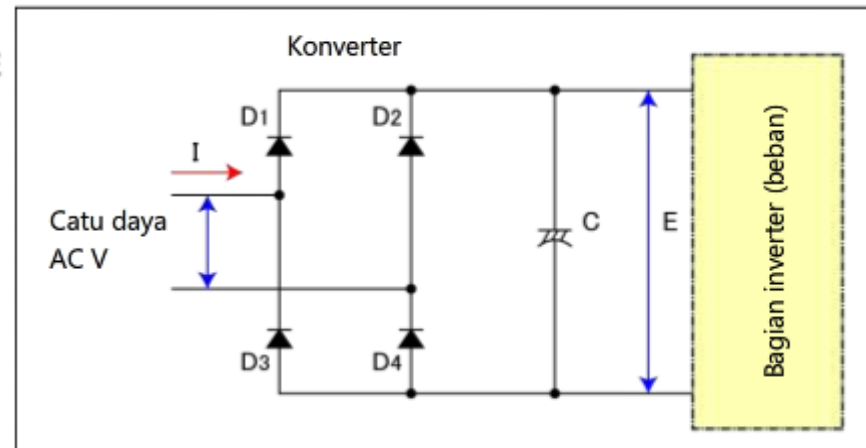 Konverter
D1
D2
I
Catu daya
AC V
C
E
D3
D4
Bagian inverter (beban)